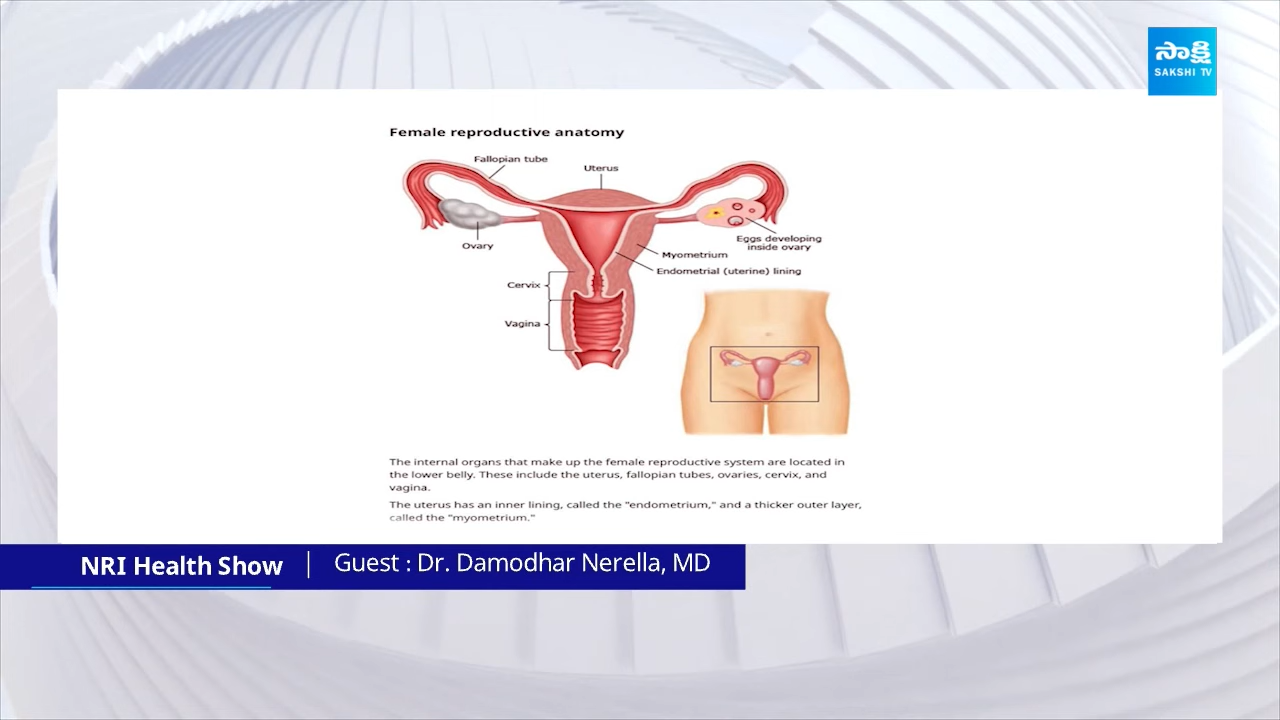 సాక్షి
SAKSHI TV
Female reproductive anatomy
Fallopian tube
Uterus
Ovary
Eggs developing
inside ovary
Myometrium
Endometrial (uterine) lining
Cervix
Vagina
The internal organs that make up the female reproductive system are located in
the lower belly. These include the uterus, fallopian tubes, ovaries, cervix, and
vagina.
The uterus has an inner lining, called the "endometrium," and a thicker outer layer,
called the "myometrium."
NRI Health Show | Guest : Dr. Damodhar Nerella, MD